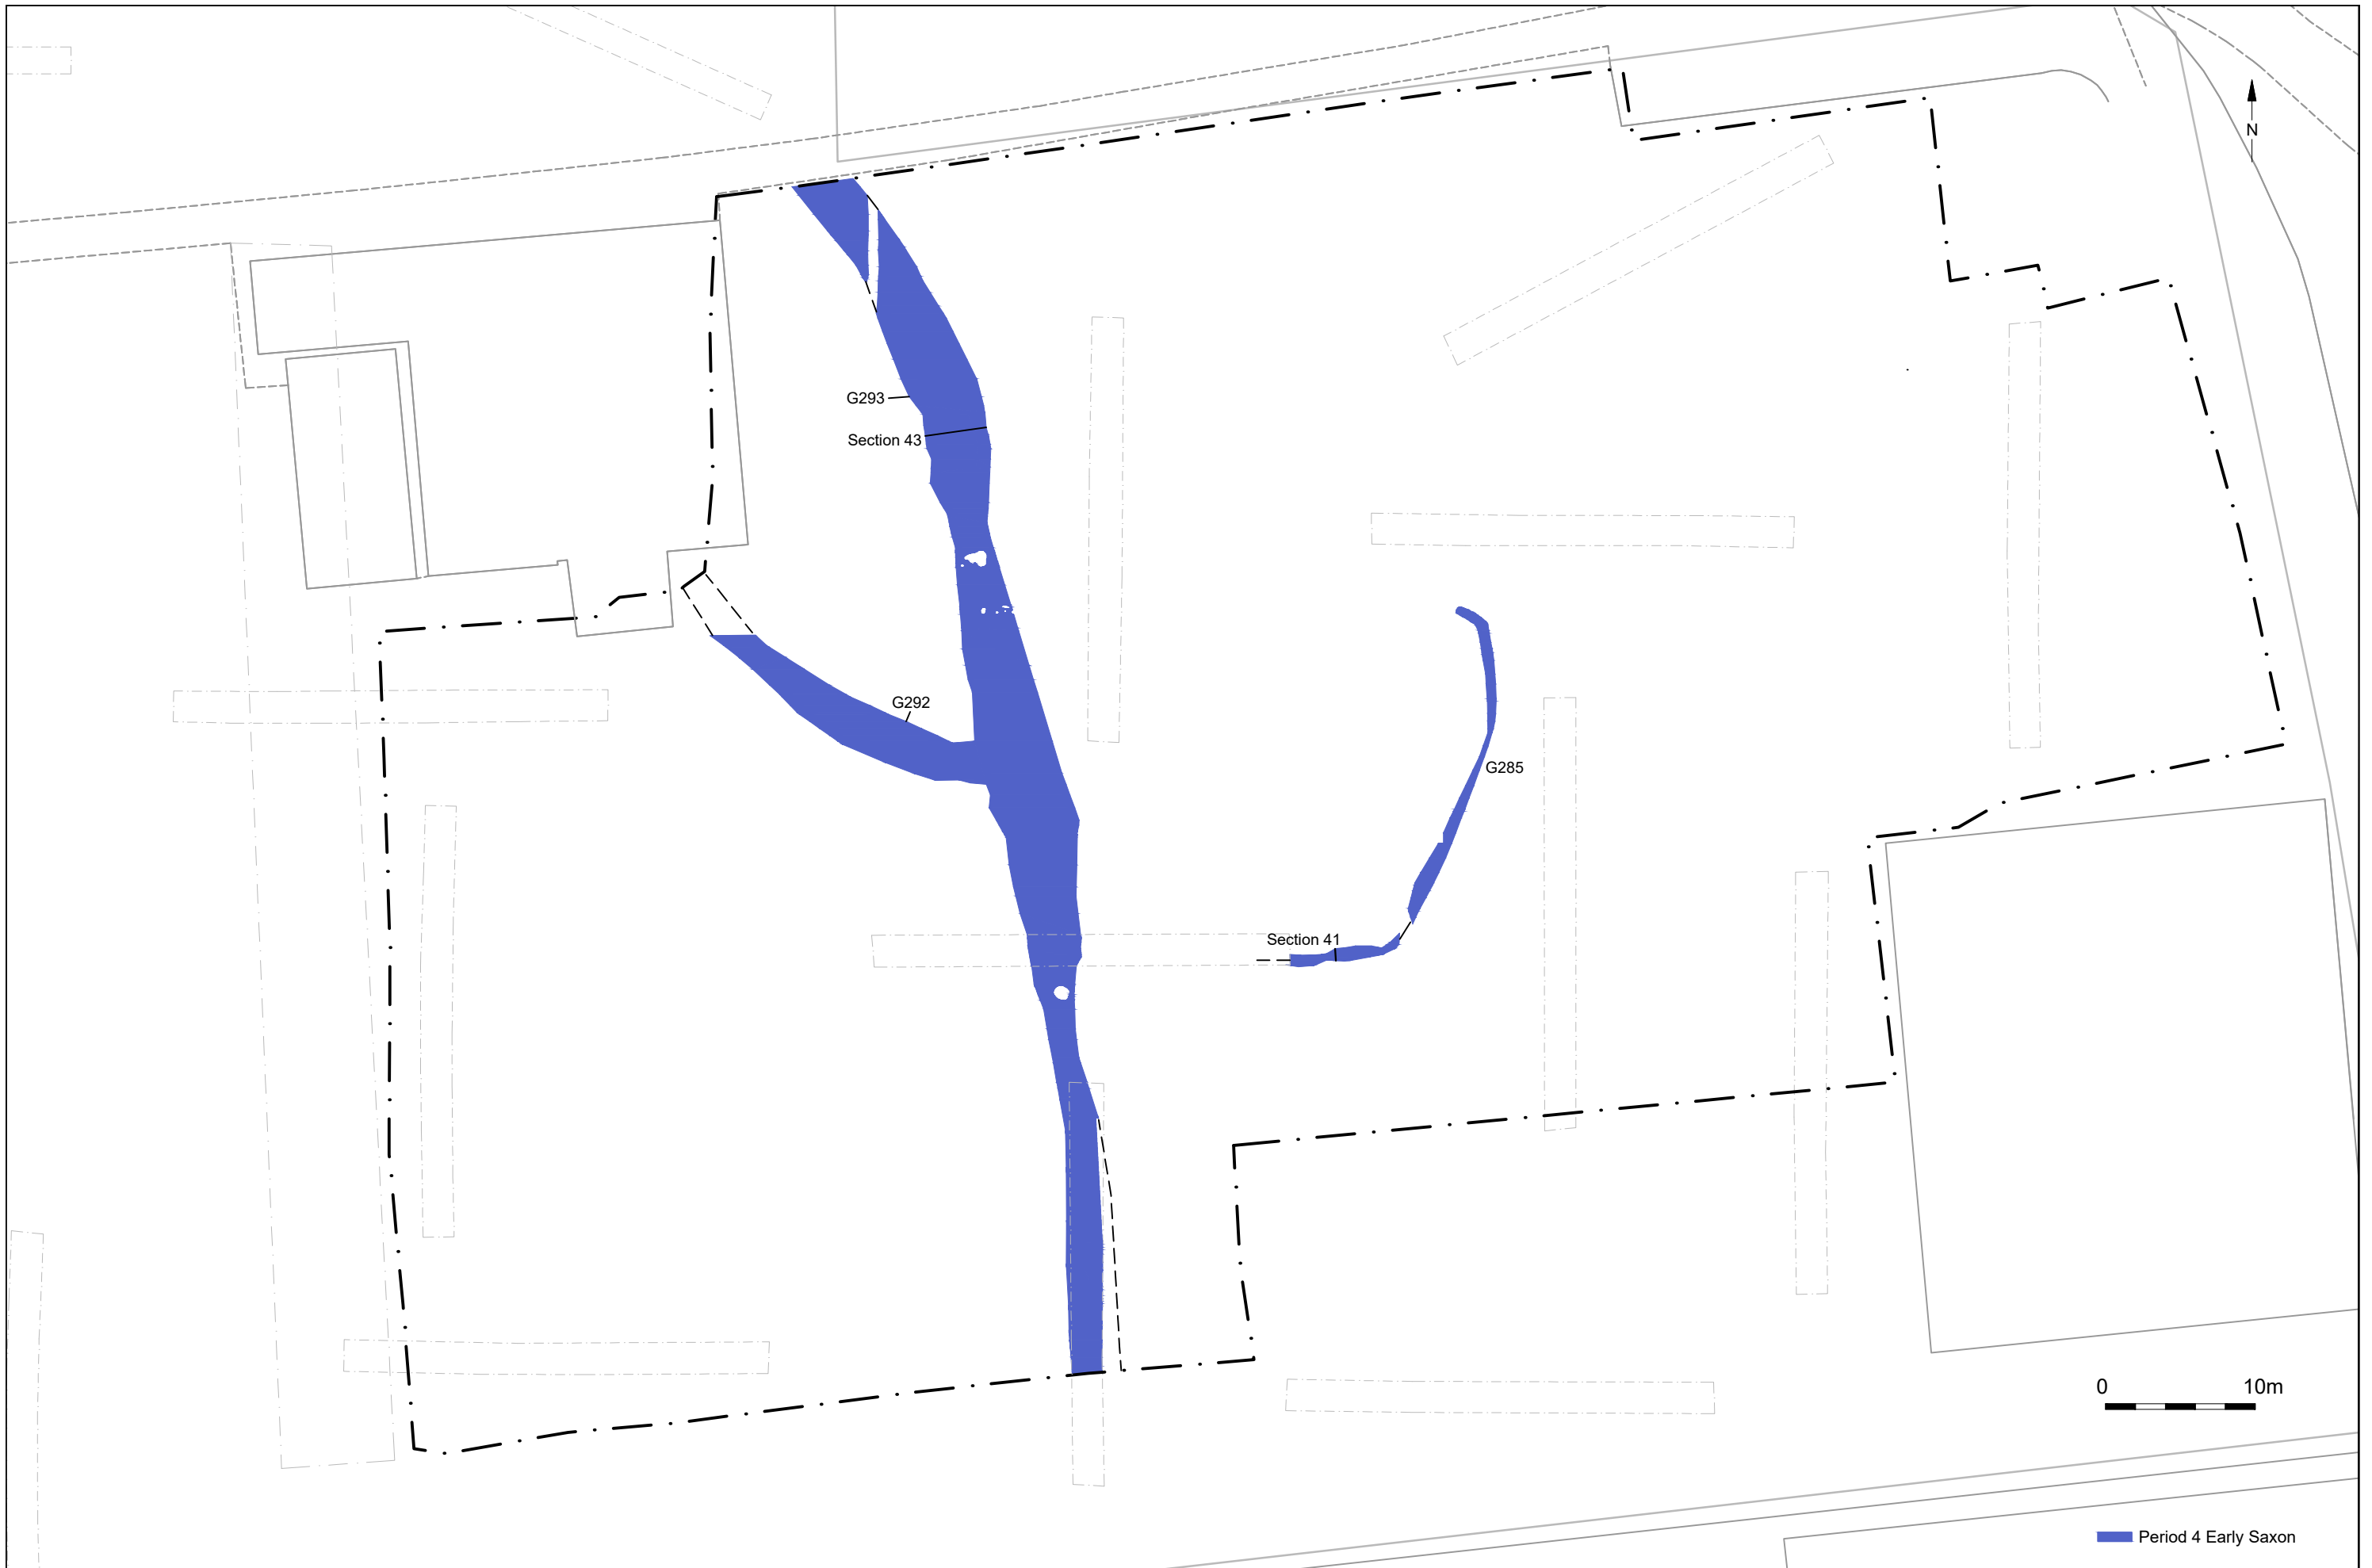 N
G293
Section 43
G292
G285
Section 41
0 10m
Period 4 Early Saxon